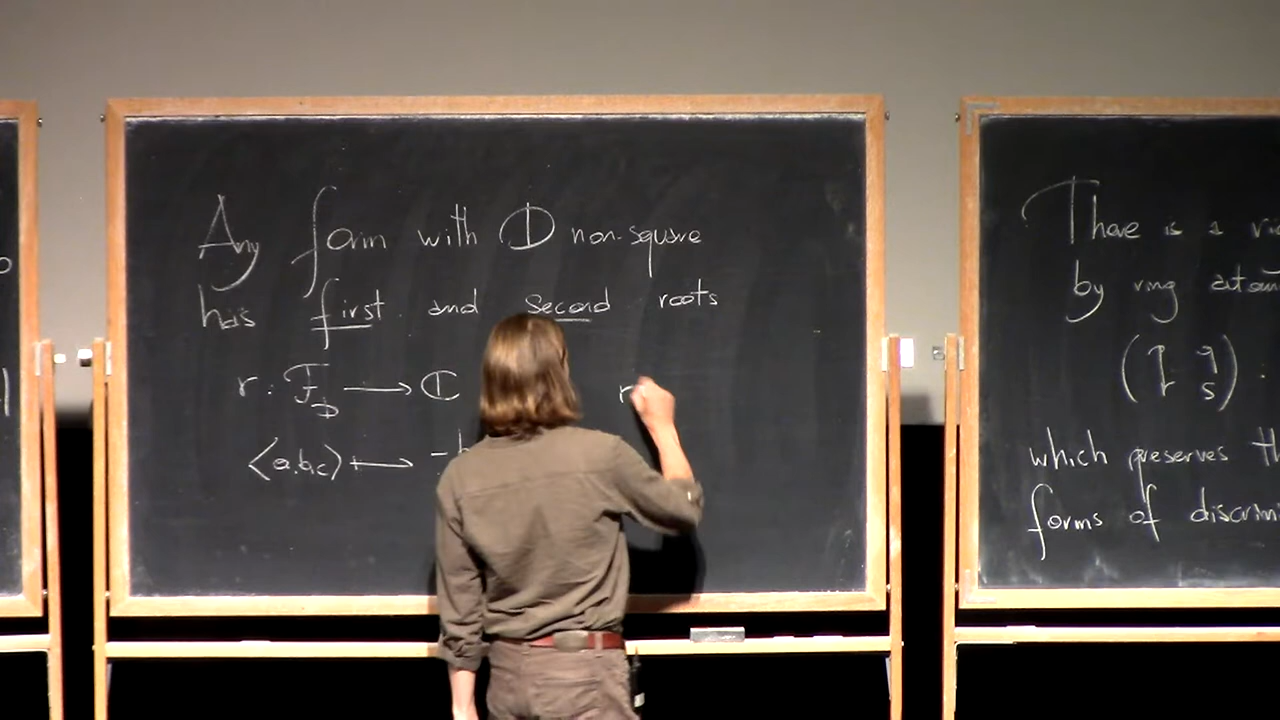 Any form with D non-square
has first and second roots
r : F_D → ℂ r
<a,b,c> ↦ -b
There is a
by ring
(p q
r s) :
which preserves th
forms of discrim